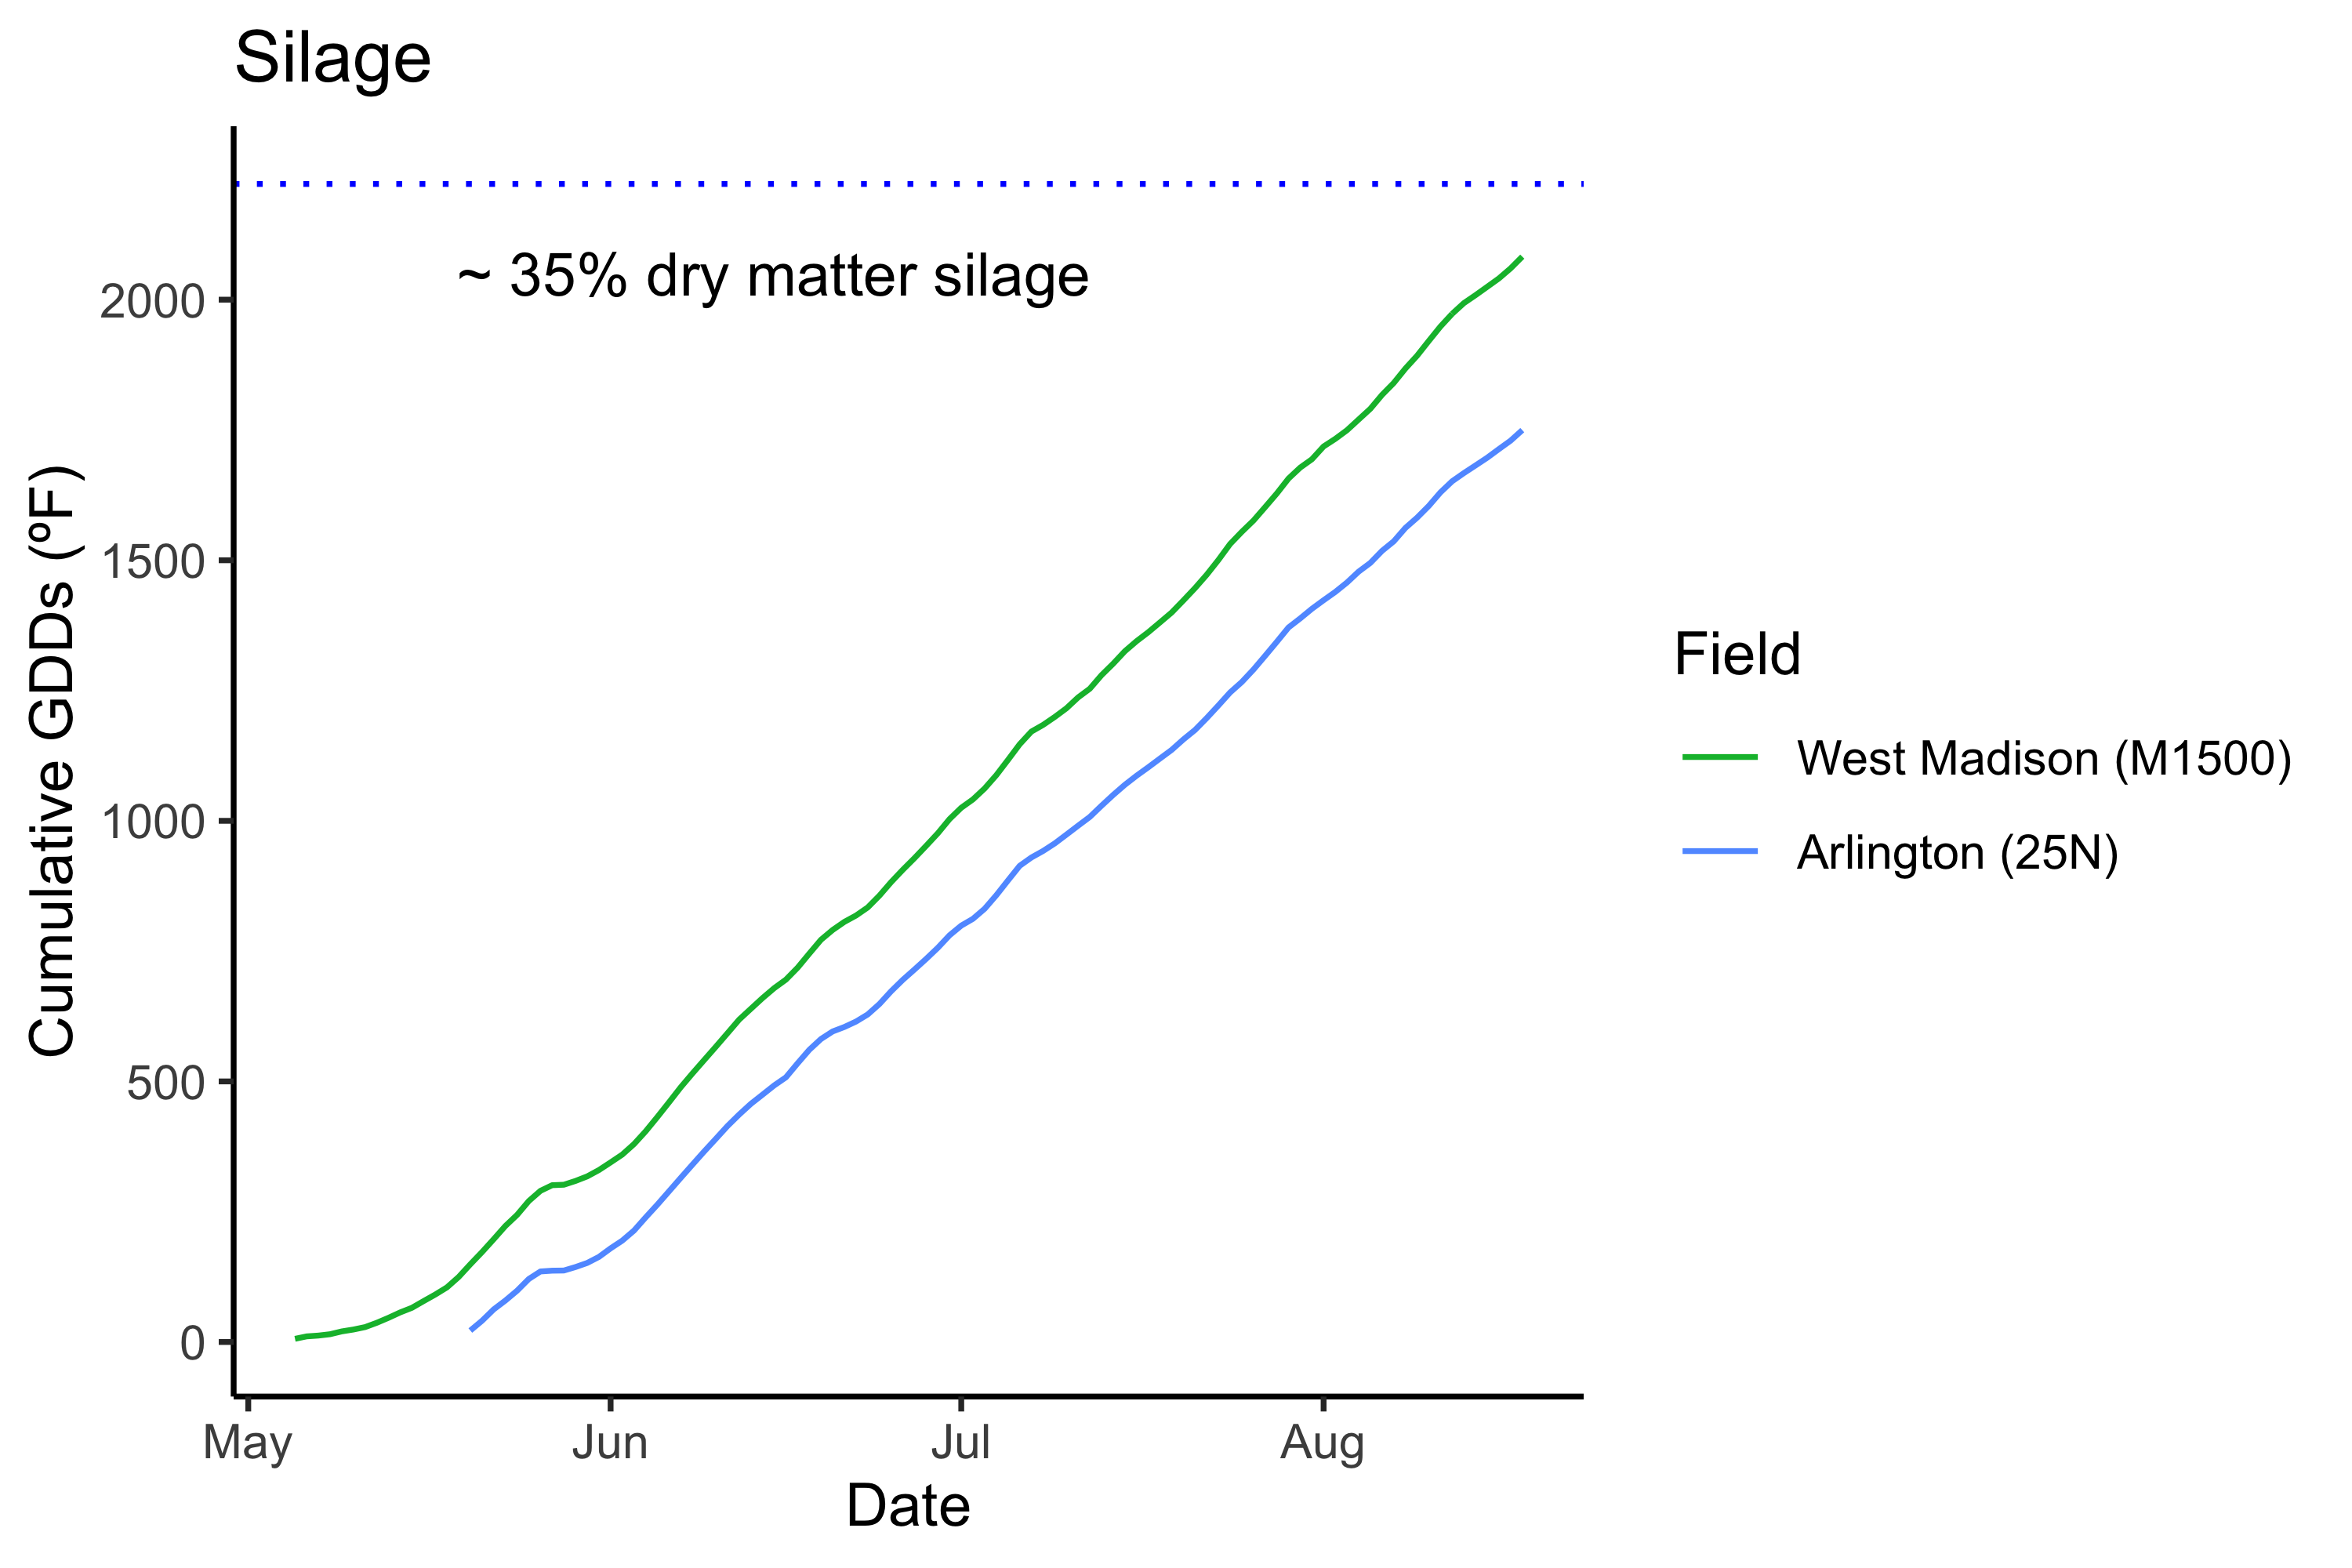 Silage
~ 35% dry matter silage
Cumulative GDDs (ºF)
2000
1500
1000
500
0
May
Jun
Jul
Aug
Date
Field
West Madison (M1500)
Arlington (25N)